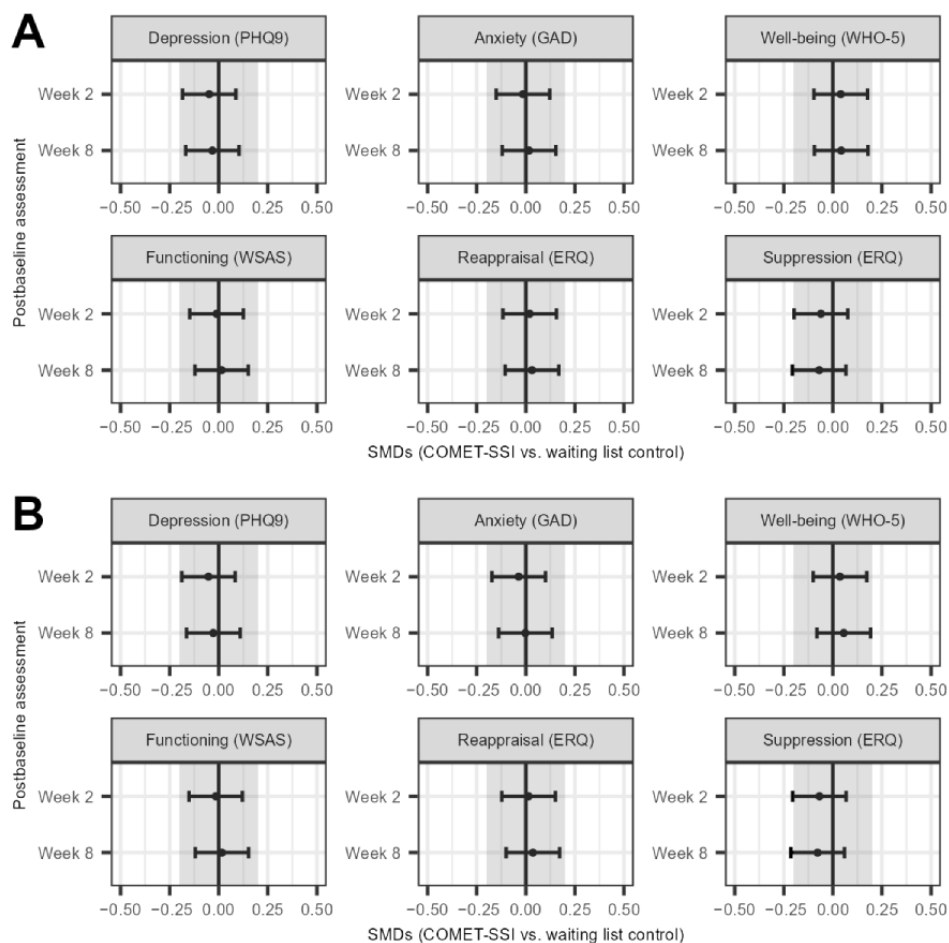 A
Depression (PHQ9) Anxiety (GAD) Well-being (WHO-5)
Week 2 Week 2 Week 2
Week 8 Week 8 Week 8
−0.50 −0.25 0.00 0.25 0.50 −0.50 −0.25 0.00 0.25 0.50 −0.50 −0.25 0.00 0.25 0.50
Postbaseline assessment
Functioning (WSAS) Reappraisal (ERQ) Suppression (ERQ)
Week 2 Week 2 Week 2
Week 8 Week 8 Week 8
−0.50 −0.25 0.00 0.25 0.50 −0.50 −0.25 0.00 0.25 0.50 −0.50 −0.25 0.00 0.25 0.50
SMDs (COMET-SSI vs. waiting list control)
B
Depression (PHQ9) Anxiety (GAD) Well-being (WHO-5)
Week 2 Week 2 Week 2
Week 8 Week 8 Week 8
−0.50 −0.25 0.00 0.25 0.50 −0.50 −0.25 0.00 0.25 0.50 −0.50 −0.25 0.00 0.25 0.50
Postbaseline assessment
Functioning (WSAS) Reappraisal (ERQ) Suppression (ERQ)
Week 2 Week 2 Week 2
Week 8 Week 8 Week 8
−0.50 −0.25 0.00 0.25 0.50 −0.50 −0.25 0.00 0.25 0.50 −0.50 −0.25 0.00 0.25 0.50
SMDs (COMET-SSI vs. waiting list control)